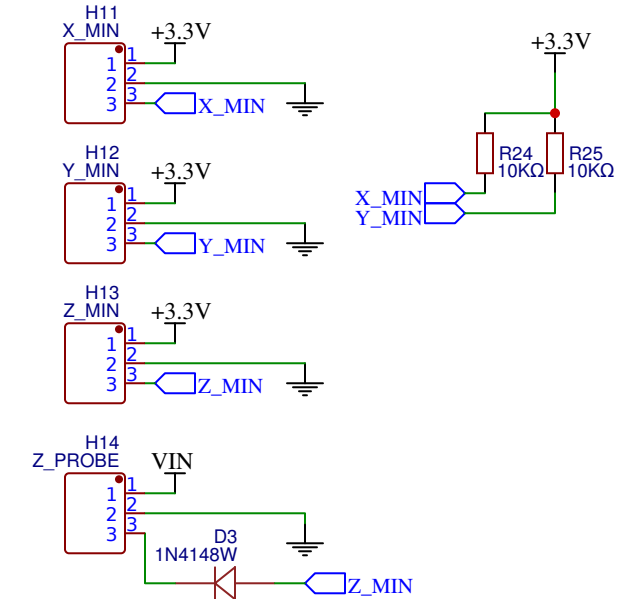 H11
X_MIN
+3.3V
1 1
2 2
3 3
X_MIN
H12
Y_MIN
+3.3V
1 1
2 2
3 3
Y_MIN
H13
Z_MIN
+3.3V
1 1
2 2
3 3
Z_MIN
H14
Z_PROBE
VIN
1 1
2 2
3 3
D3
1N4148W
Z_MIN
+3.3V
R24
10KΩ
R25
10KΩ
X_MIN
Y_MIN